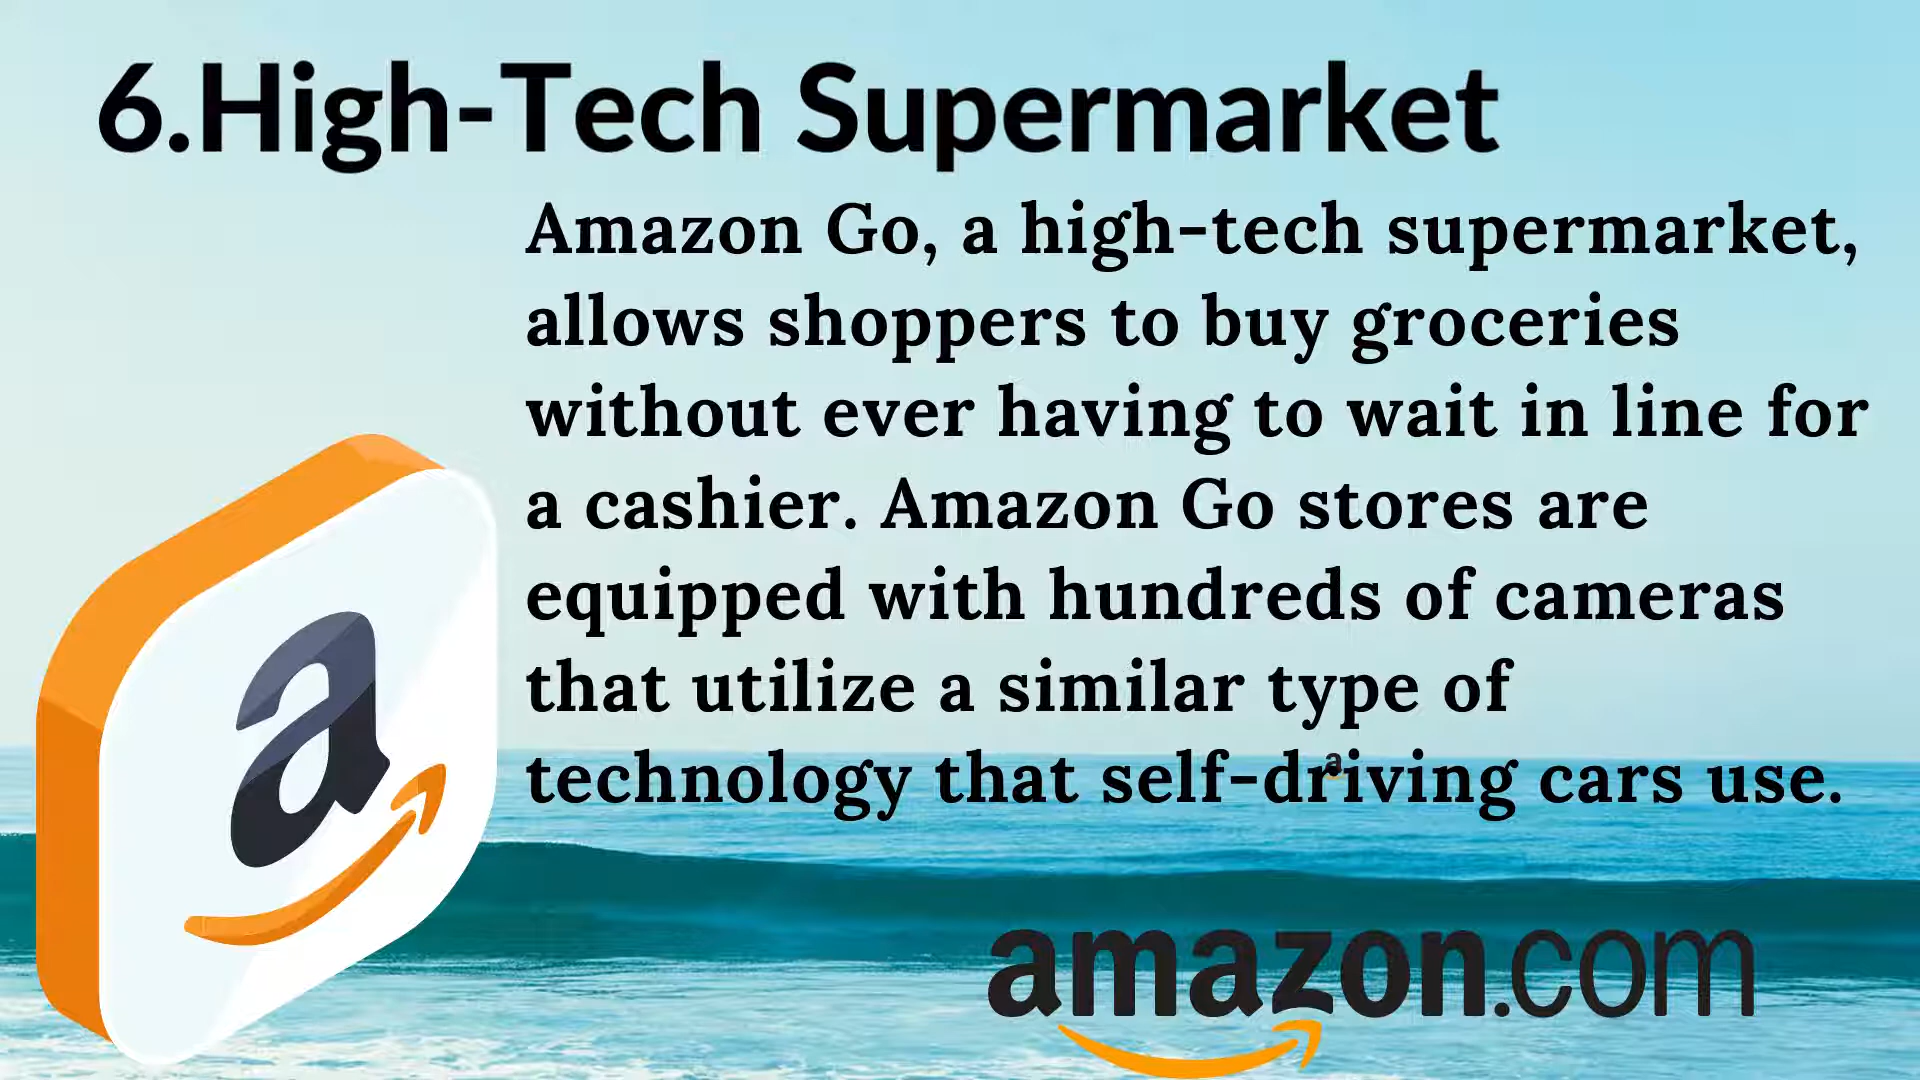 6.High-Tech Supermarket
Amazon Go, a high-tech supermarket,
allows shoppers to buy groceries
without ever having to wait in line for
a cashier. Amazon Go stores are
equipped with hundreds of cameras
that utilize a similar type of
technology that self-driving cars use.
a
a
amazon.com